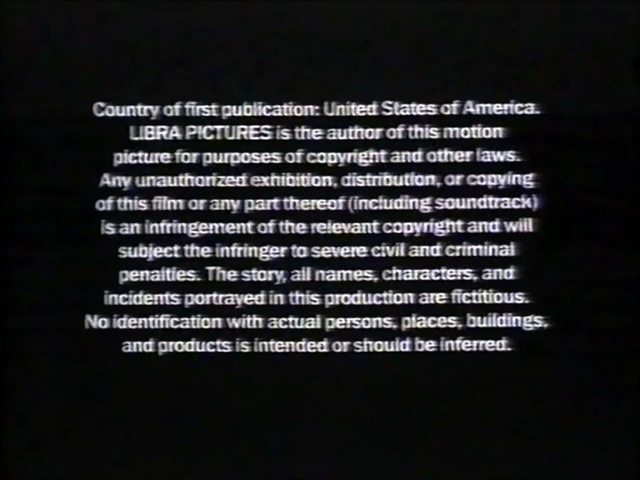 Country of first publication: United States of America.
LIBRA PICTURES is the author of this motion
picture for purposes of copyright and other laws.
Any unauthorized exhibition, distribution, or copying
of this film or any part thereof (including soundtrack)
is an infringement of the relevant copyright and will
subject the infringer to severe civil and criminal
penalties. The story, all names, characters, and
incidents portrayed in this production are fictitious.
No identification with actual persons, places, buildings,
and products is intended or should be inferred.